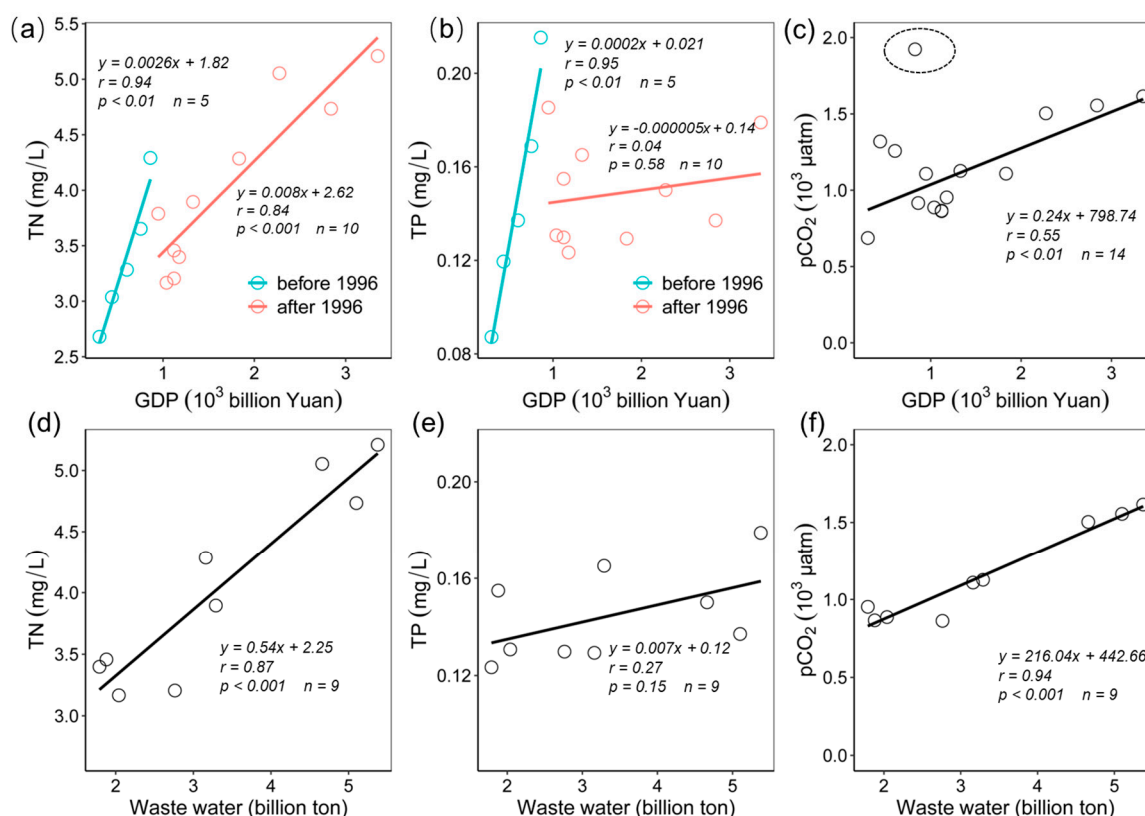 (a)
5.5
5.0
4.5
4.0
3.5
3.0
2.5
TN (mg/L)
y = 0.0026x + 1.82
r = 0.94
p < 0.01 n = 5
y = 0.008x + 2.62
r = 0.84
p < 0.001 n = 10
before 1996
after 1996
1 2 3
GDP (10³ billion Yuan)
(b)
0.20
0.16
0.12
0.08
TP (mg/L)
y = 0.0002x + 0.021
r = 0.95
p < 0.01 n = 5
y = -0.000005x + 0.14
r = 0.04
p = 0.58 n = 10
before 1996
after 1996
1 2 3
GDP (10³ billion Yuan)
(c)
2.0
1.5
1.0
0.5
0.0
pCO₂ (10³ µatm)
y = 0.24x + 798.74
r = 0.55
p < 0.01 n = 14
1 2 3
GDP (10³ billion Yuan)
(d)
5.0
4.5
4.0
3.5
3.0
TN (mg/L)
y = 0.54x + 2.25
r = 0.87
p < 0.001 n = 9
2 3 4 5
Waste water (billion ton)
(e)
0.20
0.16
0.12
TP (mg/L)
y = 0.007x + 0.12
r = 0.27
p = 0.15 n = 9
2 3 4 5
Waste water (billion ton)
(f)
2.0
1.5
1.0
0.5
0.0
pCO₂ (10³ µatm)
y = 216.04x + 442.66
r = 0.94
p < 0.001 n = 9
2 3 4 5
Waste water (billion ton)